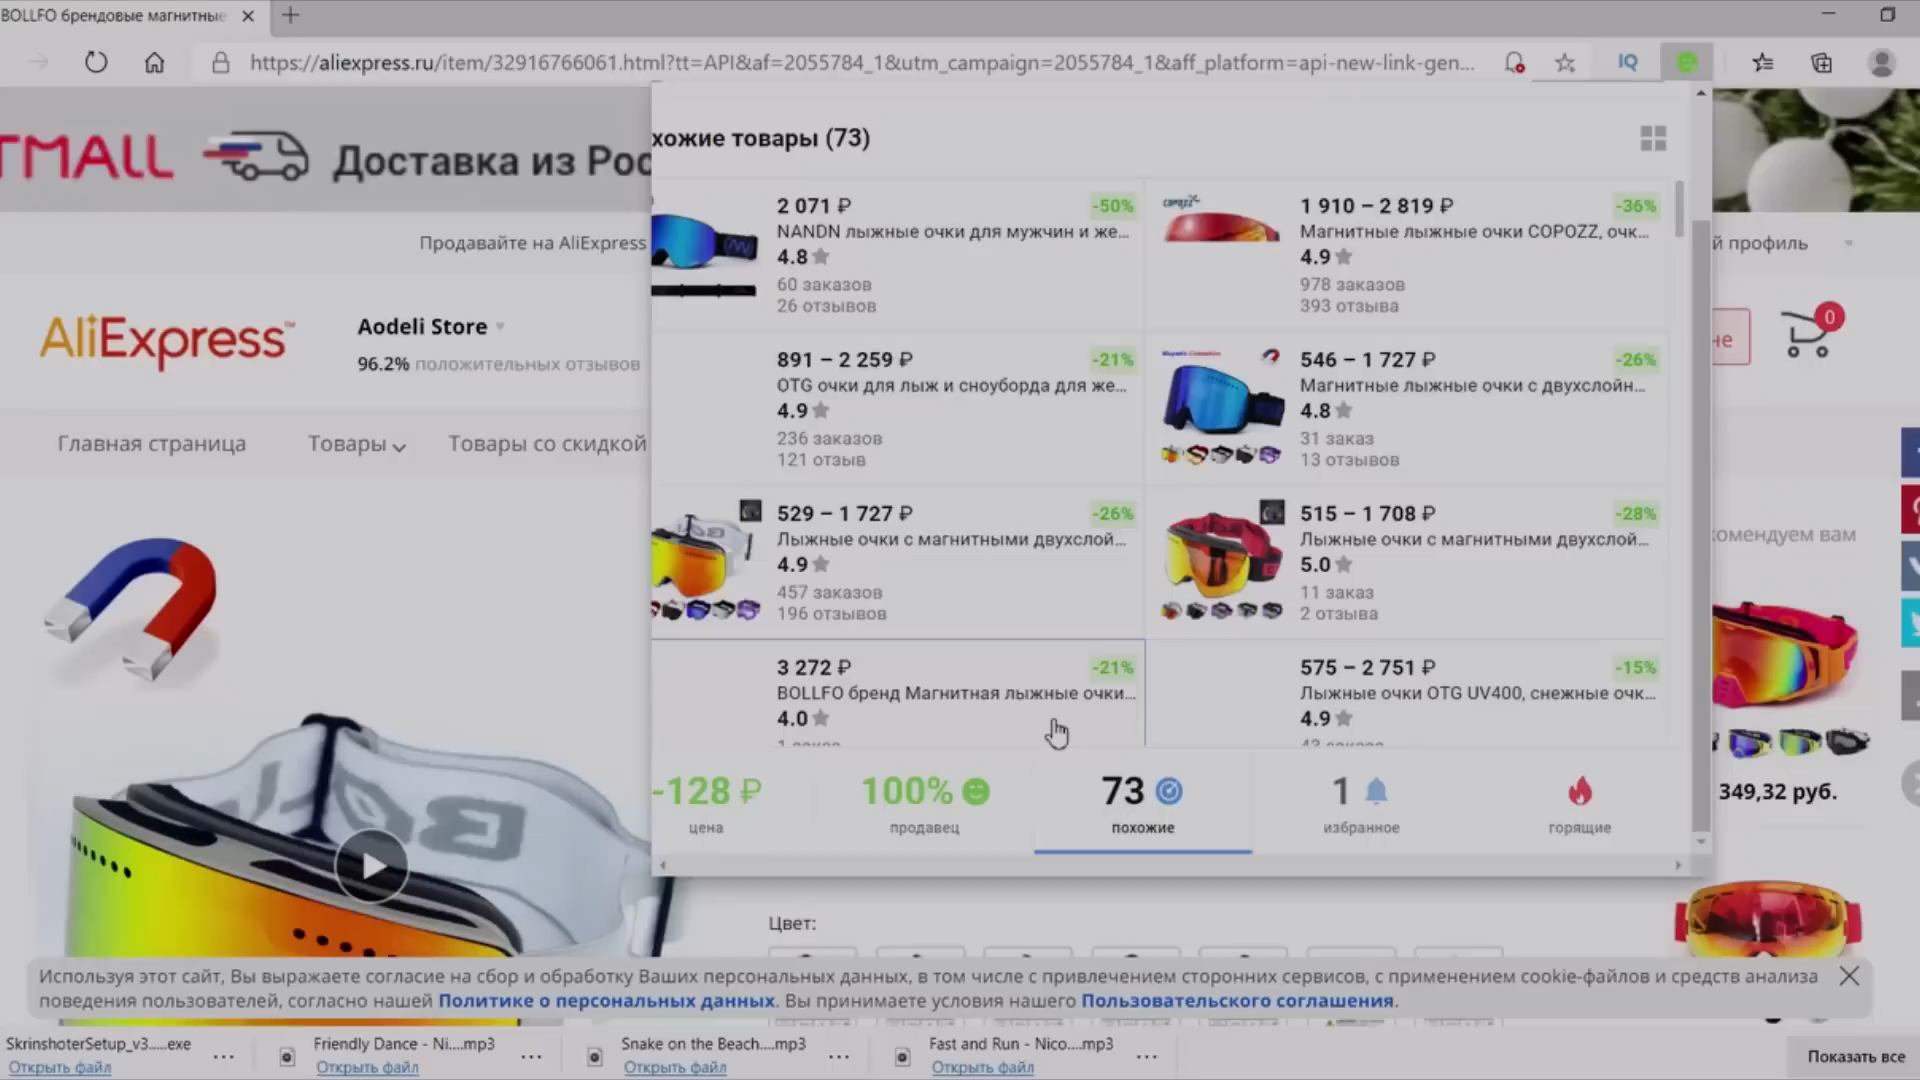 BOLLFO брендовые магнитные
https://aliexpress.ru/item/32916766061.html?tt=API&af=2055784_1&utm_campaign=2055784_1&aff_platform=api-new-link-gen...
IQ
TMALL
Доставка из Рос
Продавайте на AliExpress
й профиль
AliExpress™
Aodeli Store
96.2% положительных отзывов
не
0
Главная страница
Товары
Товары со скидкой
хожие товары (73)
2 071 ₽
-50%
NANDN лыжные очки для мужчин и же...
4.8
60 заказов
26 отзывов
COPOZZ
1 910 – 2 819 ₽
-36%
Магнитные лыжные очки COPOZZ, очк...
4.9
978 заказов
393 отзыва
891 – 2 259 ₽
-21%
OTG очки для лыж и сноуборда для же...
4.9
236 заказов
121 отзыв
546 – 1 727 ₽
-26%
Магнитные лыжные очки с двухслойн...
4.8
31 заказ
13 отзывов
529 – 1 727 ₽
-26%
Лыжные очки с магнитными двухслой...
4.9
457 заказов
196 отзывов
515 – 1 708 ₽
-28%
Лыжные очки с магнитными двухслой...
5.0
11 заказ
2 отзыва
3 272 ₽
-21%
BOLLFO бренд Магнитная лыжные очки...
4.0
1 заказ
575 – 2 751 ₽
-15%
Лыжные очки OTG UV400, снежные очк...
4.9
43 заказа
-128 ₽
цена
100%
продавец
73
похожие
1
избранное
горящие
комендуем вам
349,32 руб.
Цвет:
Используя этот сайт, Вы выражаете согласие на сбор и обработку Ваших персональных данных, в том числе с привлечением сторонних сервисов, с применением cookie-файлов и средств анализа
поведения пользователей, согласно нашей Политике о персональных данных. Вы принимаете условия нашего Пользовательского соглашения.
SkrinshoterSetup_v3.....exe
Открыть файл
Friendly Dance - Ni....mp3
Открыть файл
Snake on the Beach....mp3
Открыть файл
Fast and Run - Nico....mp3
Открыть файл
Показать все